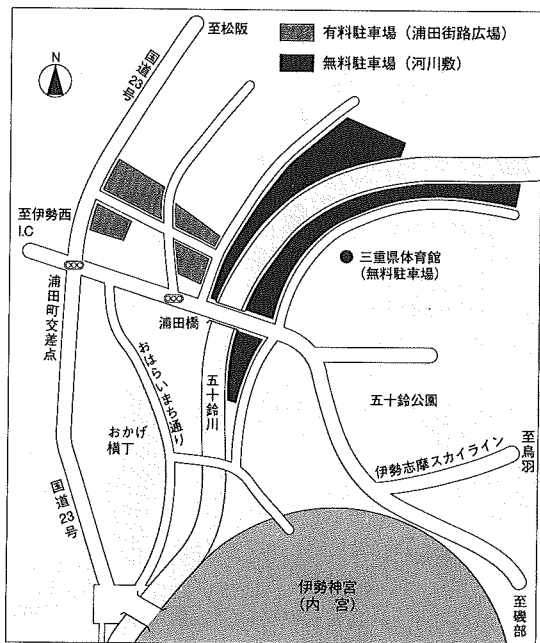 至松阪
有料駐車場（浦田街路広場）
無料駐車場（河川敷）
N
国道23号
至伊勢西
I.C
三重県体育館
（無料駐車場）
浦田町交差点
浦田橋
おはらいまち通り
五十鈴川
五十鈴公園
おかげ
横丁
至鳥羽
伊勢志摩スカイライン
国道23号
伊勢神宮
（内　宮）
至磯部